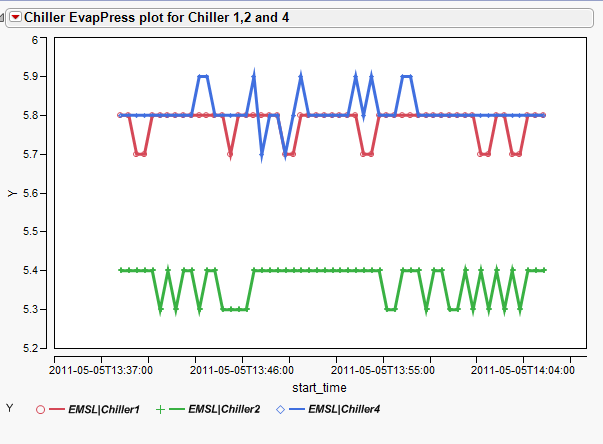 Chiller EvapPress plot for Chiller 1,2 and 4
6
5.9
5.8
5.7
5.6
5.5
5.4
5.3
5.2
Y
2011-05-05T13:37:00 2011-05-05T13:46:00 2011-05-05T13:55:00 2011-05-05T14:04:00
start_time
Y EMSL|Chiller1 EMSL|Chiller2 EMSL|Chiller4